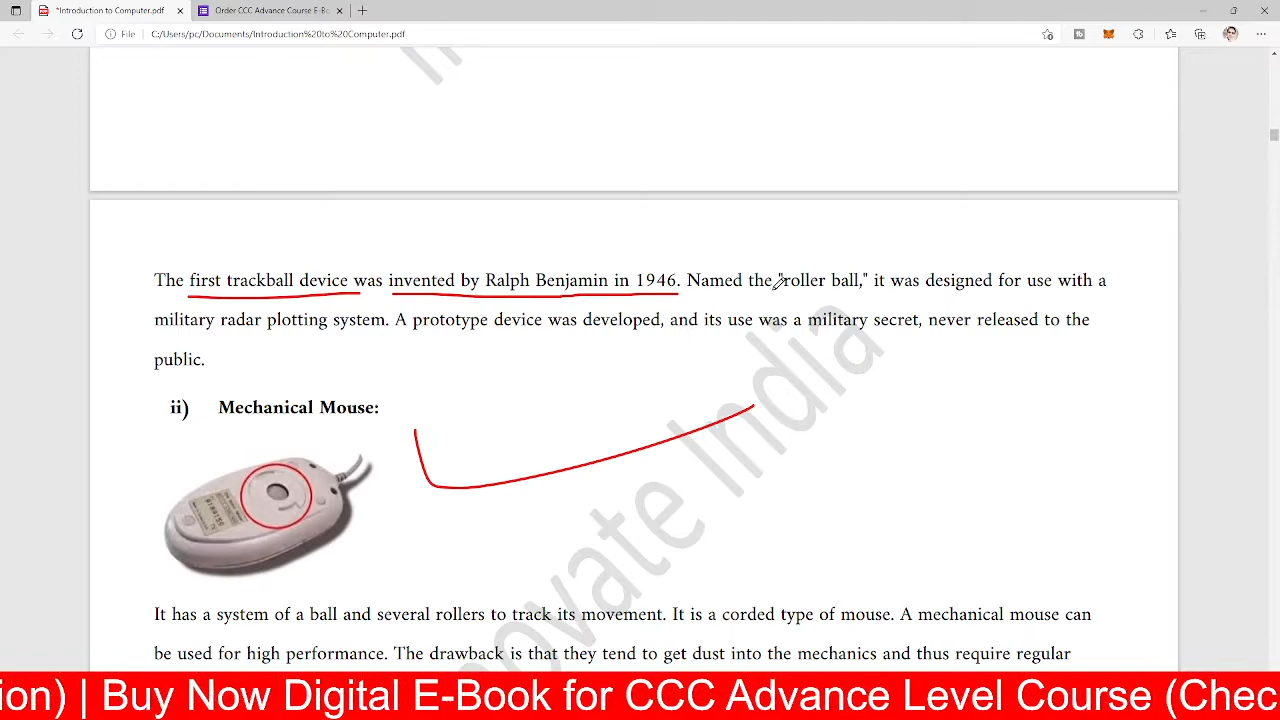 *Introduction to Computer.pdf
Order CCC Advance Course E-Bo
File
C:/Users/pc/Documents/Introduction%20to%20Computer.pdf
The first trackball device was invented by Ralph Benjamin in 1946. Named the "roller ball," it was designed for use with a
military radar plotting system. A prototype device was developed, and its use was a military secret, never released to the
public.
ii) Mechanical Mouse:
It has a system of a ball and several rollers to track its movement. It is a corded type of mouse. A mechanical mouse can
be used for high performance. The drawback is that they tend to get dust into the mechanics and thus require regular
nnovate India
In
ion) | Buy Now Digital E-Book for CCC Advance Level Course (Chec